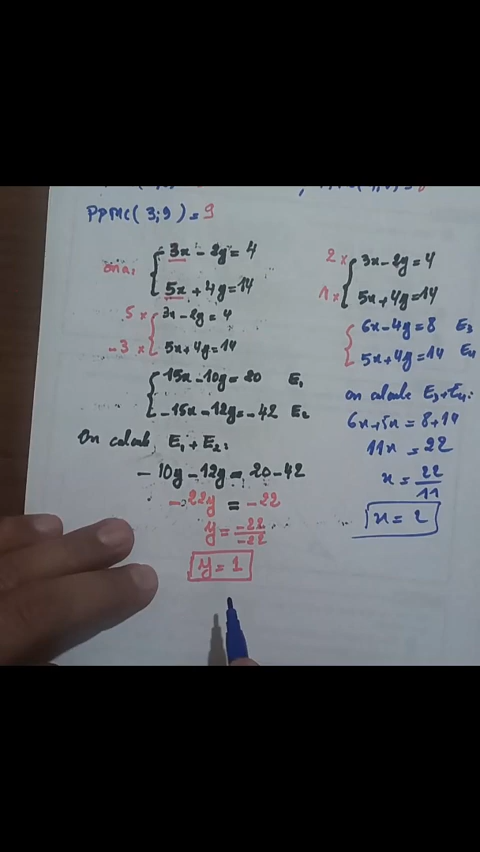 PPMC(3;9) = 9
on a:
3x - 2y = 4
5x + 4y = 14
5 × 3x - 2y = 4
-3 × 5x + 4y = 14
15x - 10y = 20 E₁
-15x - 12y = -42 E₂
On calcule E₁ + E₂:
-10y - 12y = 20 - 42
-22y = -22
y = -22/-22
y = 1
2 × 3x - 2y = 4
1 × 5x + 4y = 14
6x - 4y = 8 E₃
5x + 4y = 14 E₄
on calcule E₃ + E₄:
6x + 5x = 8 + 14
11x = 22
x = 22/11
x = 2